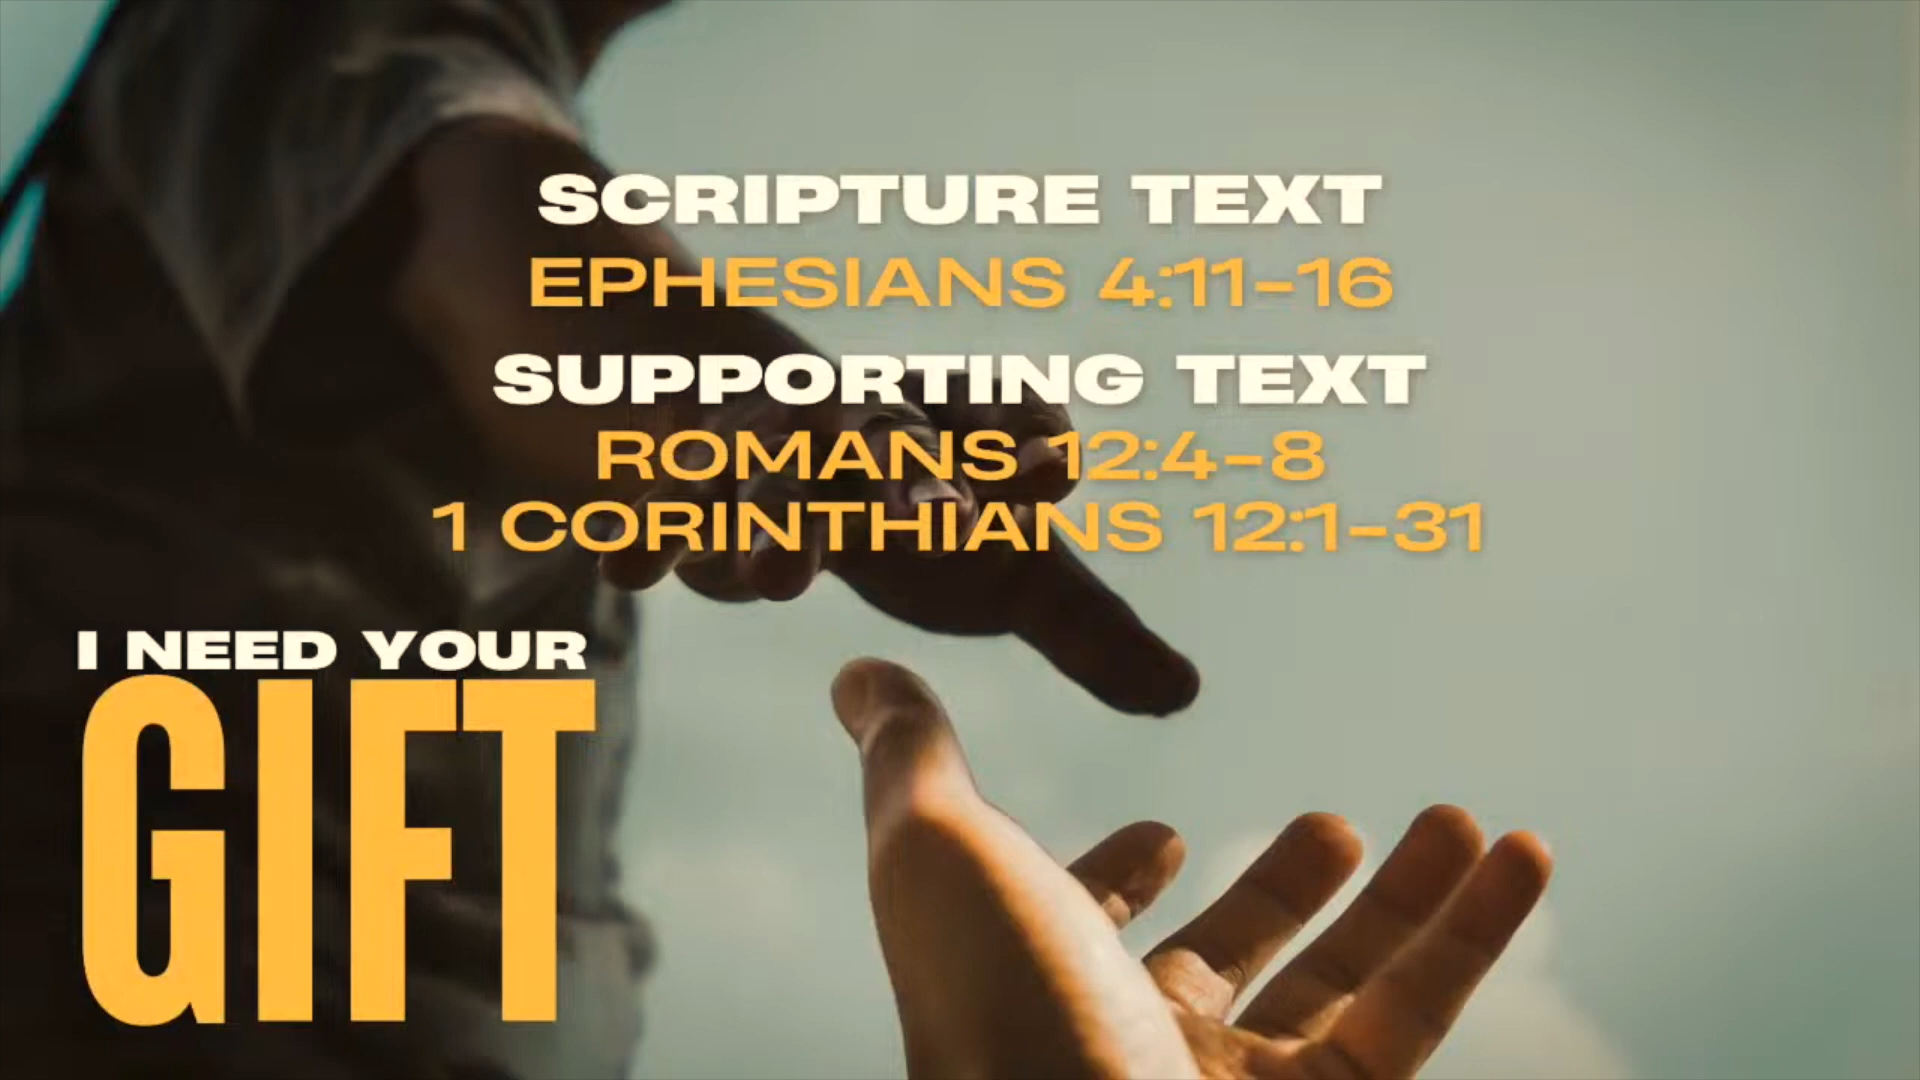 SCRIPTURE TEXT
EPHESIANS 4:11-16
SUPPORTING TEXT
ROMANS 12:4-8
1 CORINTHIANS 12:1-31
I NEED YOUR
GIFT